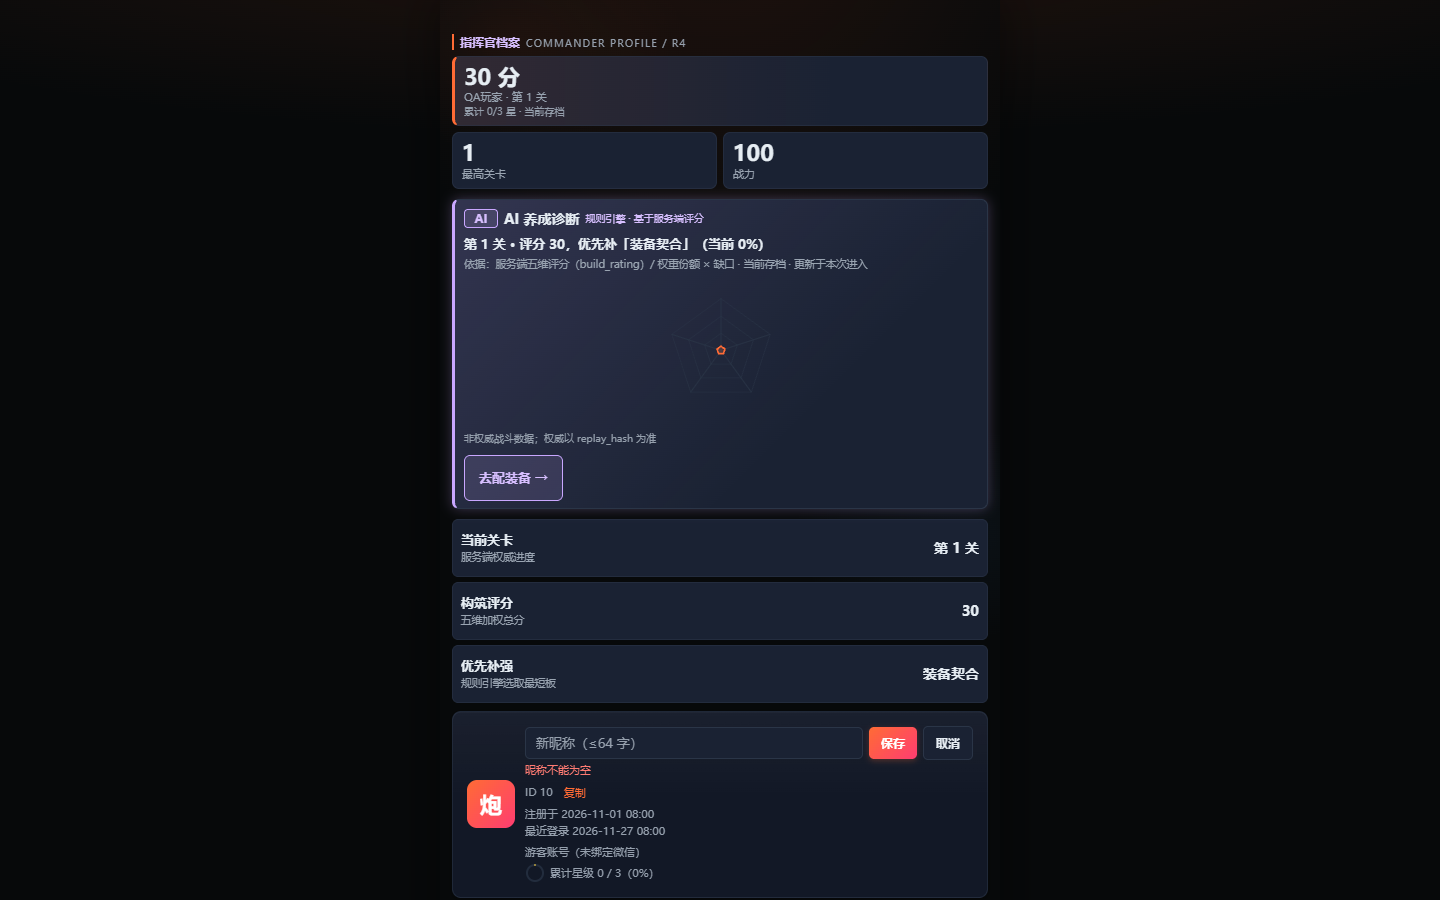 指挥官档案 COMMANDER PROFILE / R4
30 分
QA玩家 · 第 1 关
累计 0/3 星 · 当前存档
1
最高关卡
100
战力
AI AI 养成诊断 规则引擎 · 基于服务端评分
第 1 关 • 评分 30，优先补「装备契合」（当前 0%）
依据：服务端五维评分（build_rating）/ 权重份额 × 缺口 · 当前存档 · 更新于本次进入
非权威战斗数据；权威以 replay_hash 为准
去配装备 →
当前关卡
服务端权威进度
第 1 关
构筑评分
五维加权总分
30
优先补强
规则引擎选取最短板
装备契合
新昵称（≤64 字） 保存 取消
昵称不能为空
炮
ID 10 复制
注册于 2026-11-01 08:00
最近登录 2026-11-27 08:00
游客账号（未绑定微信）
累计星级 0 / 3（0%）